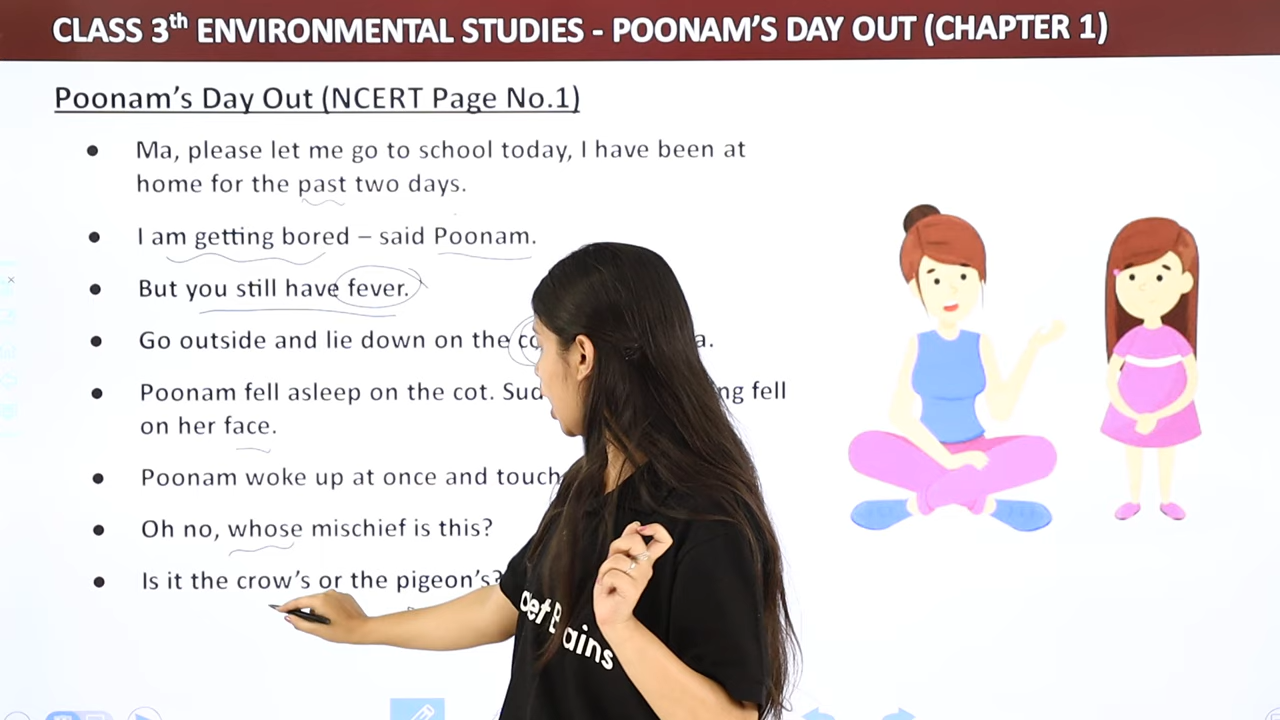 CLASS 3th ENVIRONMENTAL STUDIES - POONAM'S DAY OUT (CHAPTER 1)
Poonam's Day Out (NCERT Page No.1)
• Ma, please let me go to school today, I have been at
home for the past two days.
• I am getting bored – said Poonam.
• But you still have fever.
• Go outside and lie down on the
• Poonam fell asleep on the cot. fell
on her face.
• Poonam woke up at once and
• Oh no, whose mischief is this?
• Is it the crow's or the pigeon's?